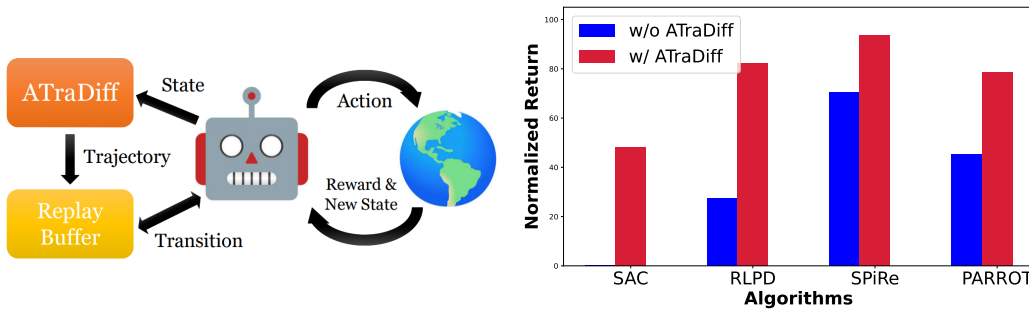 ATraDiff
State
Trajectory
Replay
Buffer
Transition
Action
Reward &
New State
Normalized Return
100
80
60
40
20
0
w/o ATraDiff
w/ ATraDiff
SAC
RLPD
SPiRe
PARROT
Algorithms